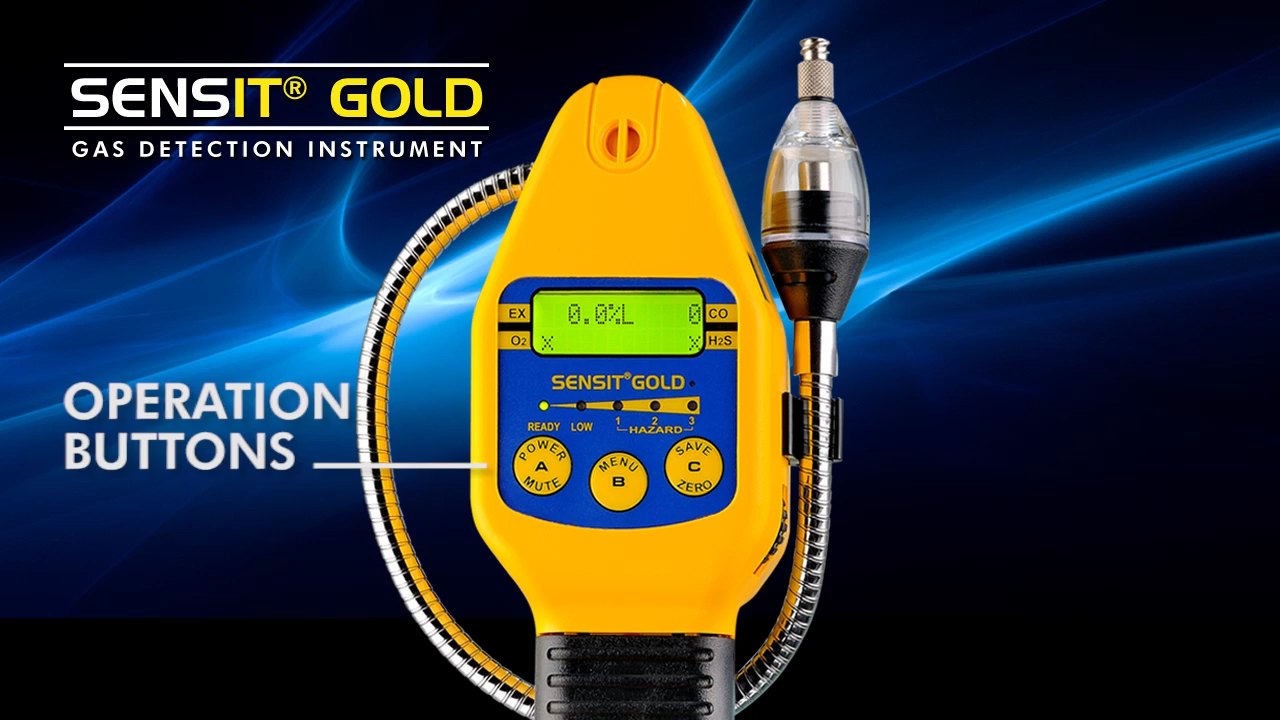 SENSIT® GOLD
GAS DETECTION INSTRUMENT
EX 0.0%L 0 CO
O2 X X H2S
SENSIT® GOLD
READY LOW 1 2 3
HAZARD
OPERATION
BUTTONS
POWER A MUTE
MENU B
SAVE C ZERO